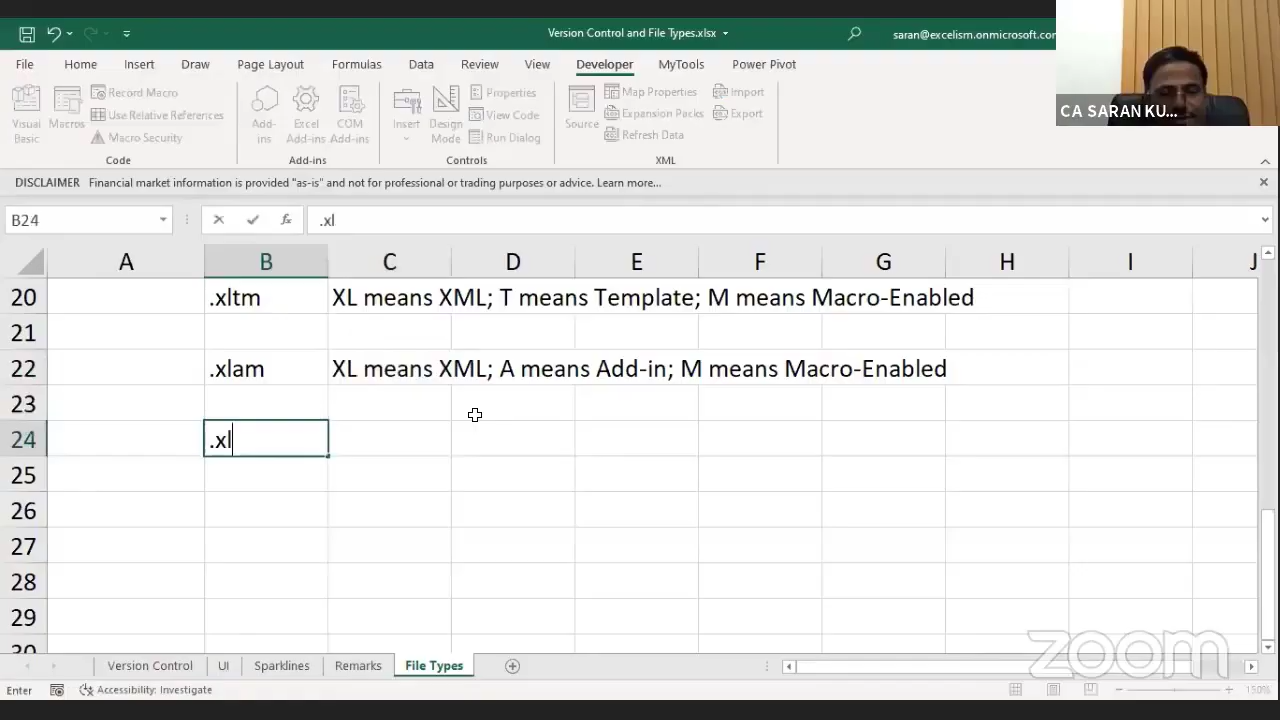 Version Control and File Types.xlsx
saran@excelism.onmicrosoft.com
CA SARAN KU...
File Home Insert Draw Page Layout Formulas Data Review View Developer MyTools Power Pivot
Visual Basic
Macros
Record Macro
Use Relative References
Macro Security
Code
Add-ins
Excel Add-ins
COM Add-ins
Add-ins
Insert
Design Mode
Properties
View Code
Run Dialog
Controls
Source
Map Properties
Expansion Packs
Refresh Data
Import
Export
XML
DISCLAIMER Financial market information is provided "as-is" and not for professional or trading purposes or advice. Learn more...
B24 fx .xl
A B C D E F G H I J
20 .xltm XL means XML; T means Template; M means Macro-Enabled
21
22 .xlam XL means XML; A means Add-in; M means Macro-Enabled
23
24 .xl
25
26
27
28
29
30
zoom
Version Control UI Sparklines Remarks File Types
Enter Accessibility: Investigate 150%